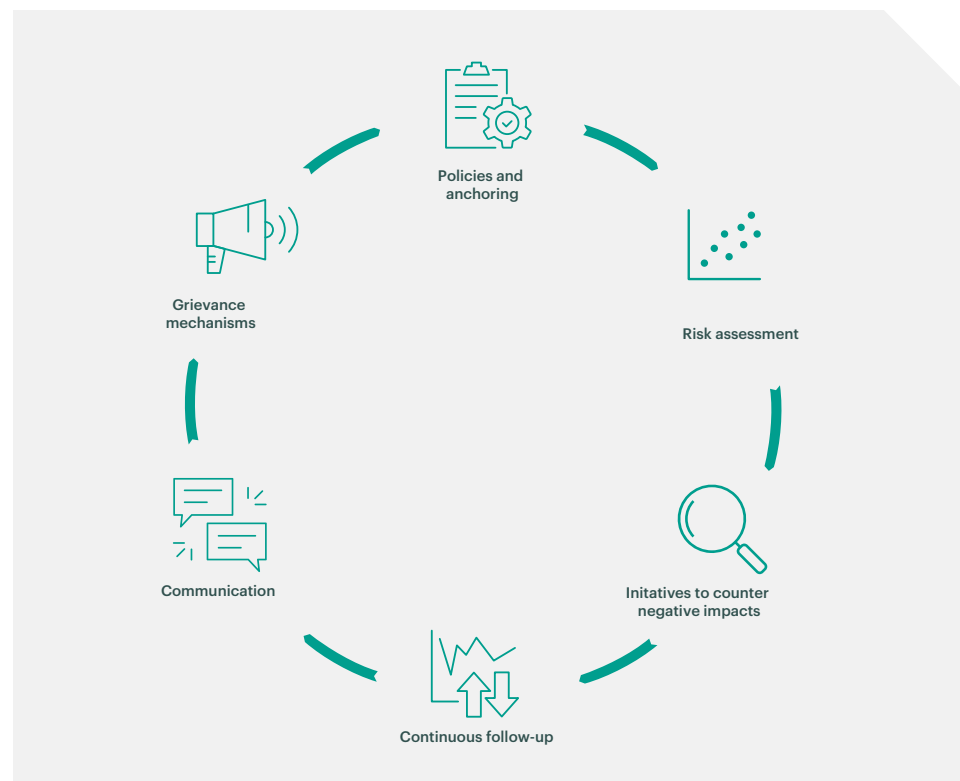 Policies and
anchoring
Risk assessment
Initatives to counter
negative impacts
Continuous follow-up
Communication
Grievance
mechanisms